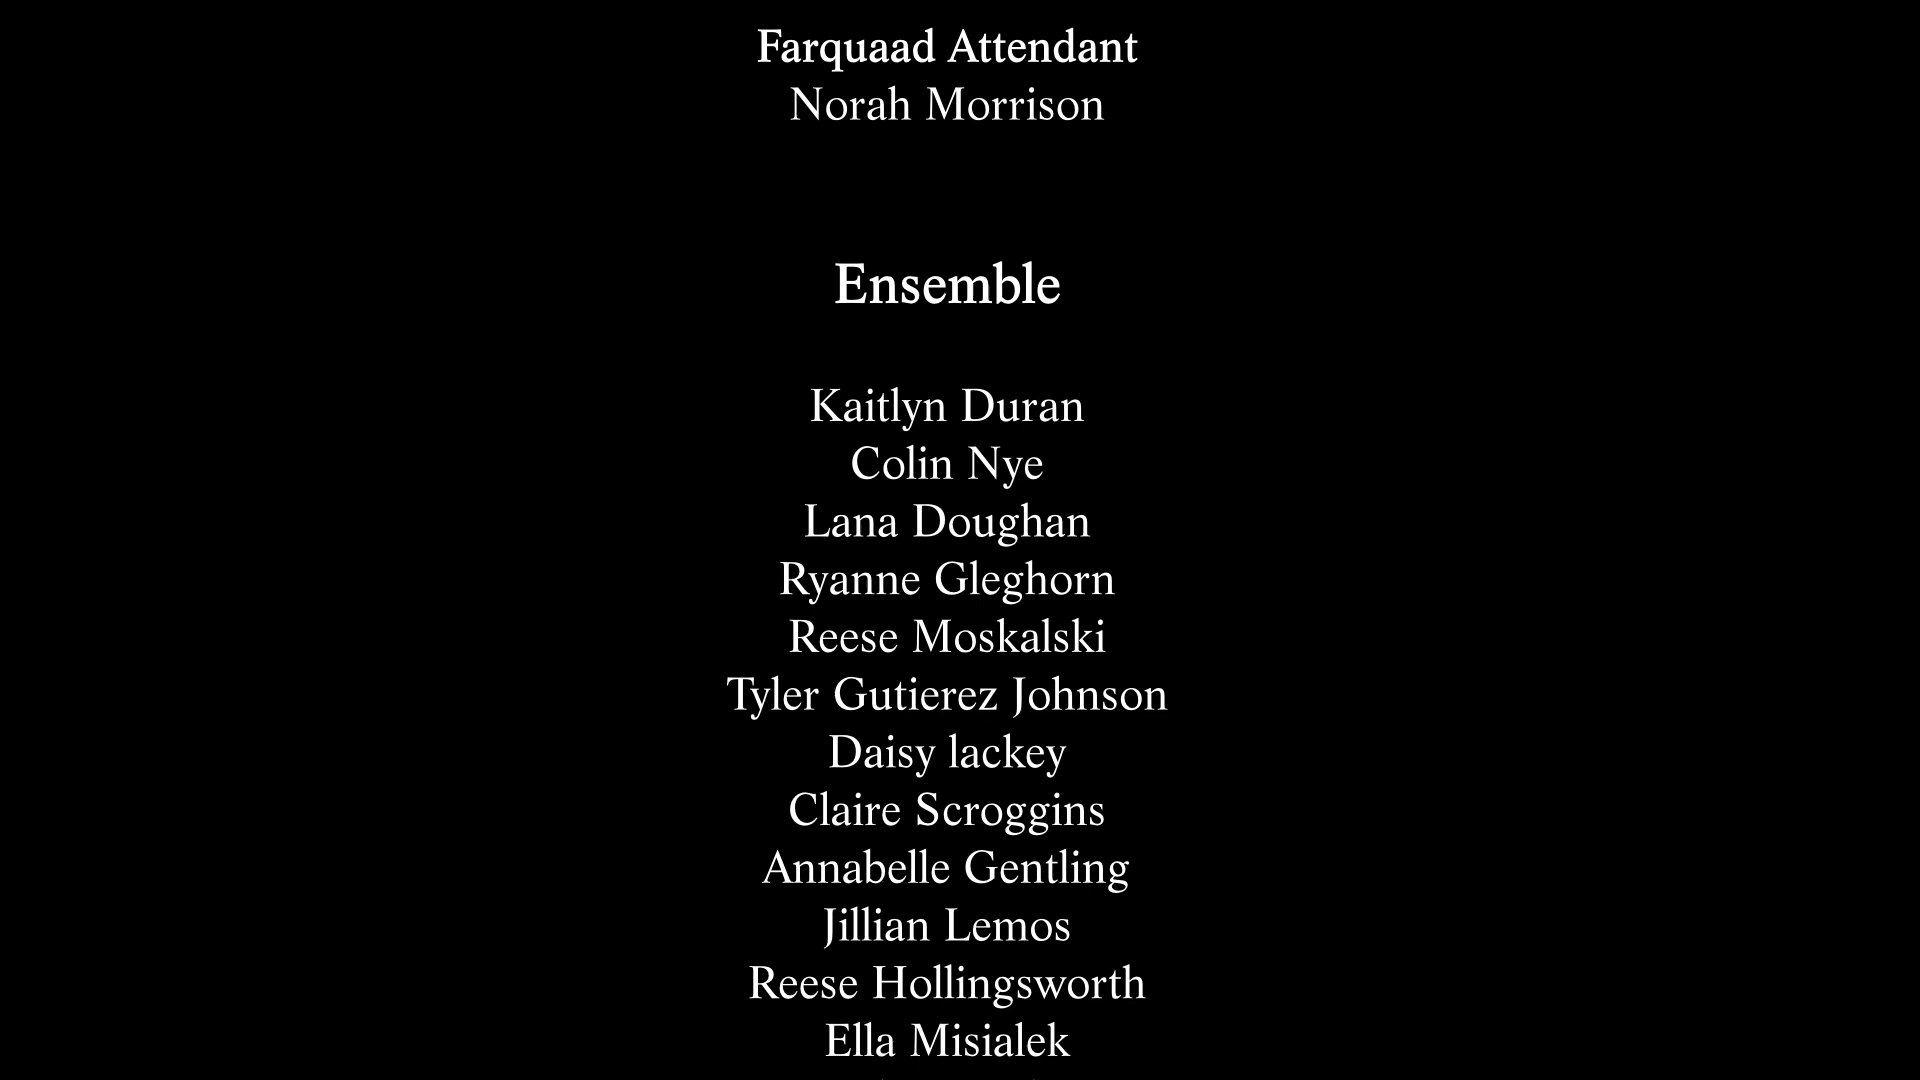 Farquaad Attendant
Norah Morrison
Ensemble
Kaitlyn Duran
Colin Nye
Lana Doughan
Ryanne Gleghorn
Reese Moskalski
Tyler Gutierez Johnson
Daisy lackey
Claire Scroggins
Annabelle Gentling
Jillian Lemos
Reese Hollingsworth
Ella Misialek